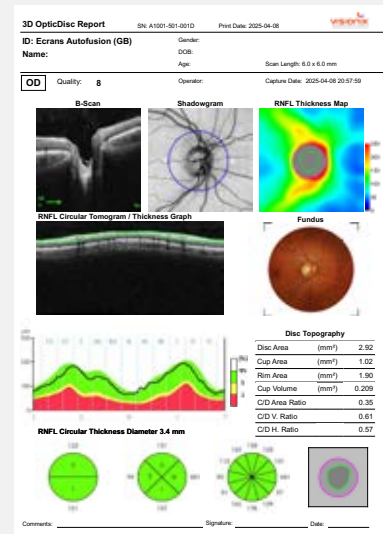 3D OpticDisc Report
SN: A1001-501-001D
Print Date: 2025-04-08
visionix
ID: Ecrans Autofusion (GB)
Gender:
Name:
DOB:
Age:
Scan Length: 6.0 x 6.0 mm
OD
Quality: 8
Operator:
Capture Date: 2025-04-08 20:57:59
B-Scan
Shadowgram
RNFL Thickness Map
RNFL Circular Tomogram / Thickness Graph
Fundus
Disc Topography
Disc Area (mm²) 2.92
Cup Area (mm²) 1.02
Rim Area (mm²) 1.90
Cup Volume (mm³) 0.209
C/D Area Ratio 0.35
C/D V. Ratio 0.61
C/D H. Ratio 0.57
RNFL Circular Thickness Diameter 3.4 mm
Comments:
Signature:
Date: